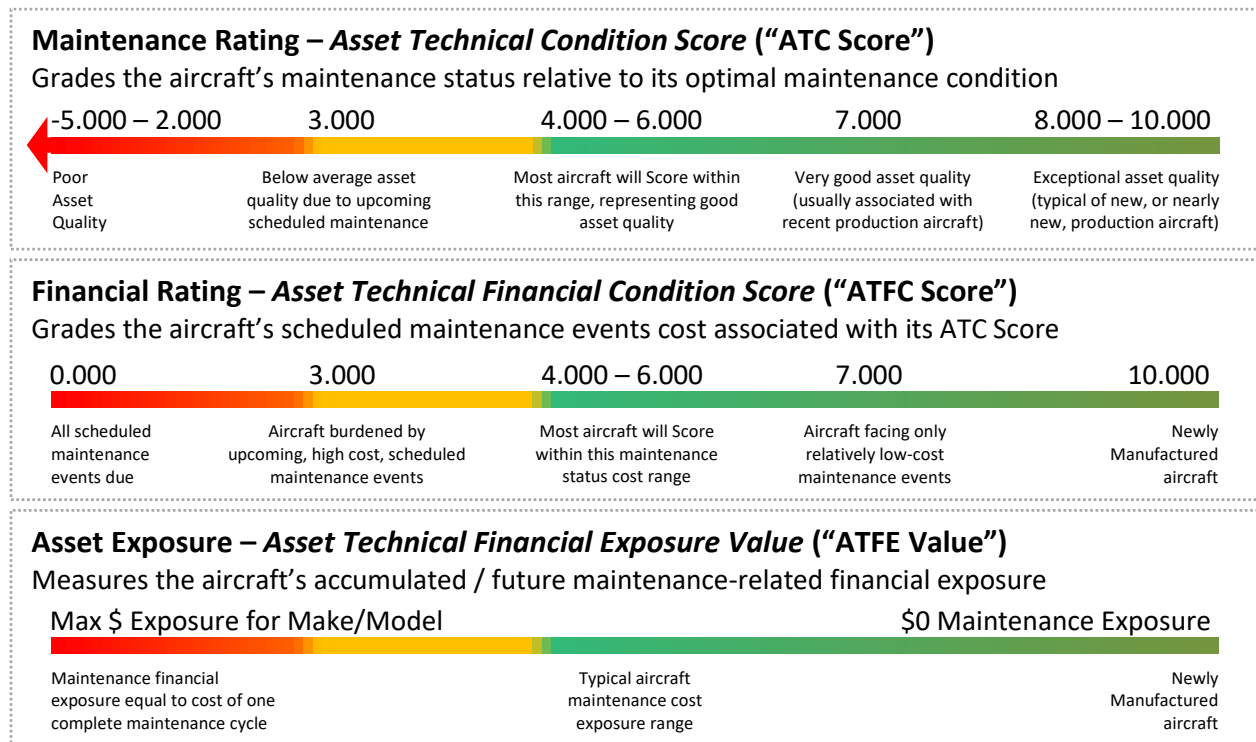 Maintenance Rating – Asset Technical Condition Score (“ATC Score”)
Grades the aircraft’s maintenance status relative to its optimal maintenance condition
-5.000 – 2.000 3.000 4.000 – 6.000 7.000 8.000 – 10.000
Poor
Asset
Quality
Below average asset
quality due to upcoming
scheduled maintenance
Most aircraft will Score within
this range, representing good
asset quality
Very good asset quality
(usually associated with
recent production aircraft)
Exceptional asset quality
(typical of new, or nearly
new, production aircraft)
Financial Rating – Asset Technical Financial Condition Score (“ATFC Score”)
Grades the aircraft’s scheduled maintenance events cost associated with its ATC Score
0.000 3.000 4.000 – 6.000 7.000 10.000
All scheduled
maintenance
events due
Aircraft burdened by
upcoming, high cost, scheduled
maintenance events
Most aircraft will Score
within this maintenance
status cost range
Aircraft facing only
relatively low-cost
maintenance events
Newly
Manufactured
aircraft
Asset Exposure – Asset Technical Financial Exposure Value (“ATFE Value”)
Measures the aircraft’s accumulated / future maintenance-related financial exposure
Max $ Exposure for Make/Model $0 Maintenance Exposure
Maintenance financial
exposure equal to cost of one
complete maintenance cycle
Typical aircraft
maintenance cost
exposure range
Newly
Manufactured
aircraft